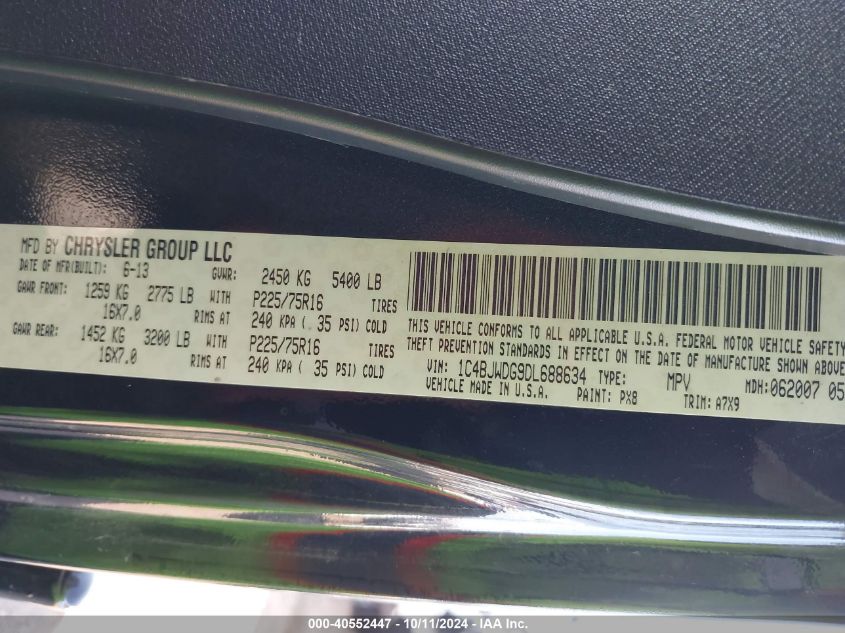 MFD BY CHRYSLER GROUP LLC
DATE OF MFR(BUILT): 6-13 GVWR: 2450 KG 5400 LB
GAWR FRONT: 1259 KG 2775 LB WITH P225/75R16 TIRES
16X7.0 RIMS AT 240 KPA ( 35 PSI) COLD
GAWR REAR: 1452 KG 3200 LB WITH P225/75R16 TIRES
16X7.0 RIMS AT 240 KPA ( 35 PSI) COLD
THIS VEHICLE CONFORMS TO ALL APPLICABLE U.S.A. FEDERAL MOTOR VEHICLE SAFETY
THEFT PREVENTION STANDARDS IN EFFECT ON THE DATE OF MANUFACTURE SHOWN ABOVE
VIN: 1C4BJWDG9DL688634 TYPE: MPV MDH:062007 05
VEHICLE MADE IN U.S.A. PAINT: PX8 TRIM: A7X9
000-40552447 - 10/11/2024 - IAA Inc.